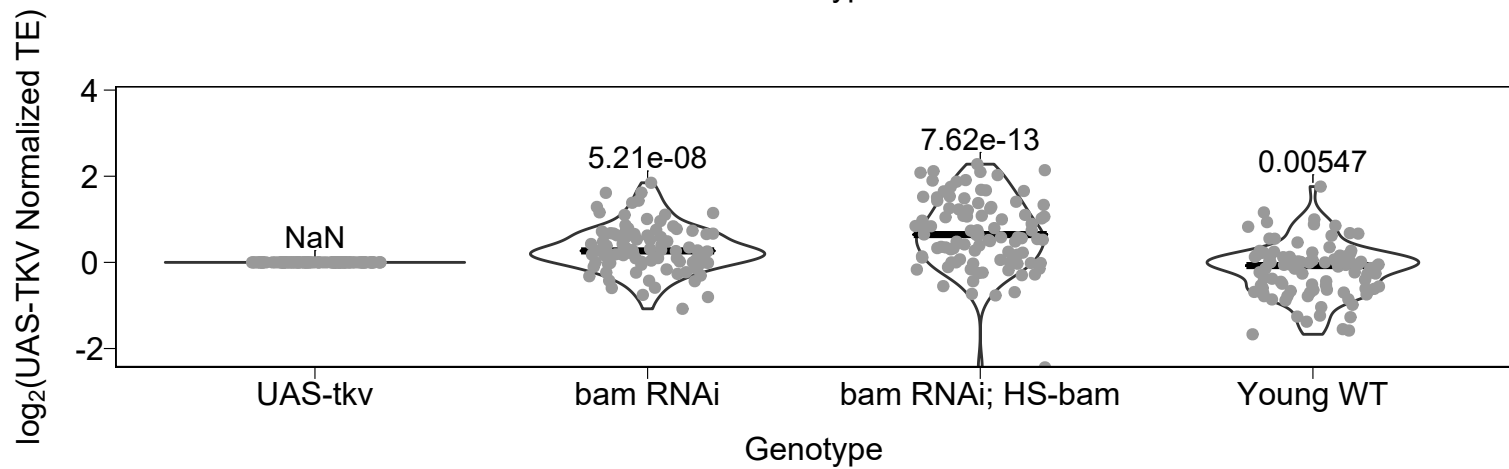 log₂(UAS-TKV Normalized TE)
4
2
0
-2
NaN
5.21e-08
7.62e-13
0.00547
UAS-tkv
bam RNAi
bam RNAi; HS-bam
Young WT
Genotype